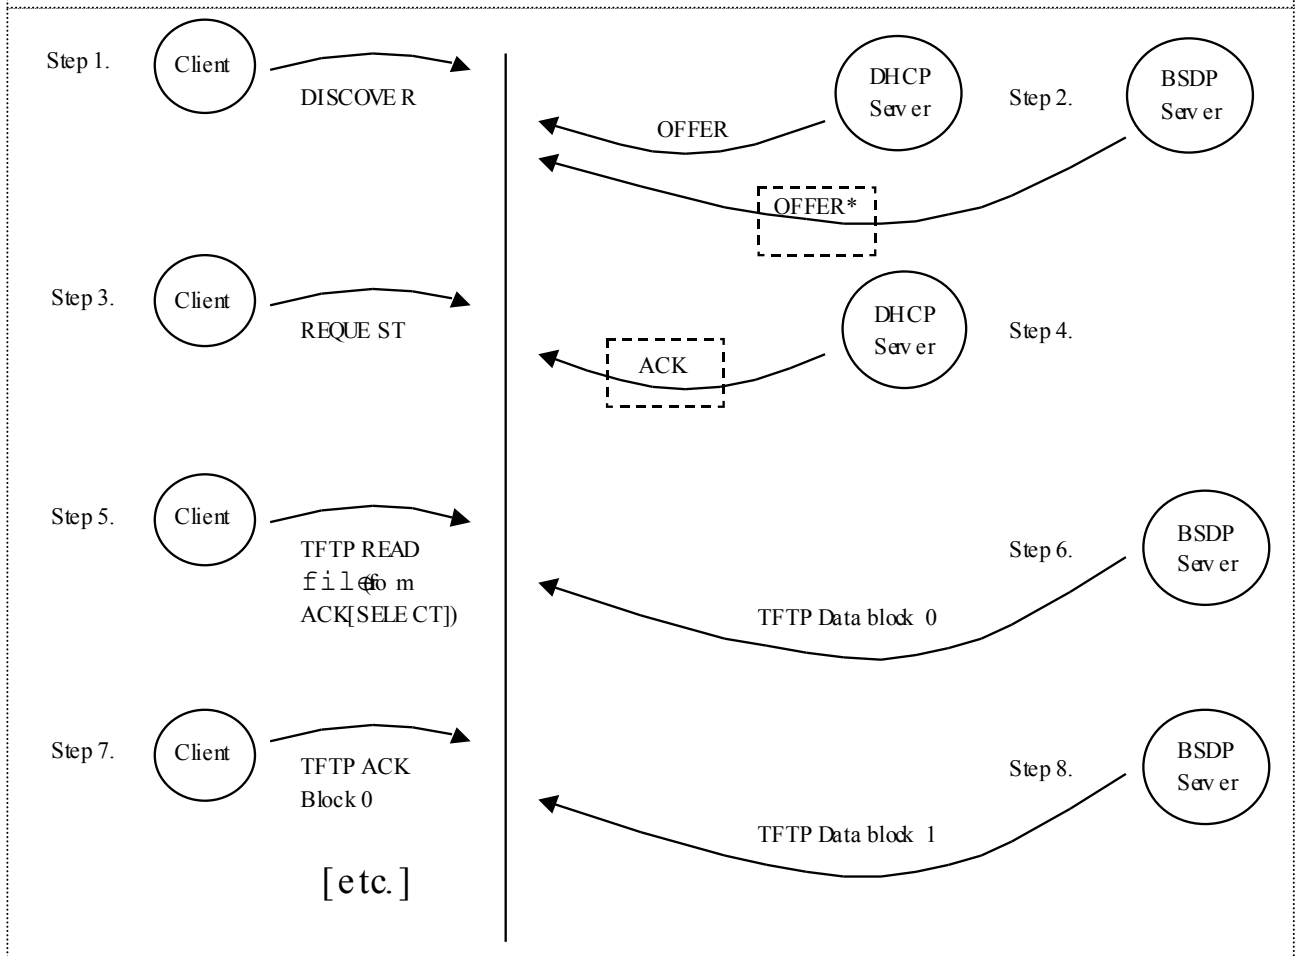 Step 1.
Client
DISCOVER
DHCP
Server
Step 2.
BSDP
Server
OFFER
OFFER*
Step 3.
Client
REQUEST
DHCP
Server
Step 4.
ACK
Step 5.
Client
TFTP READ
file (from
ACK[SELECT])
Step 6.
BSDP
Server
TFTP Data block 0
Step 7.
Client
TFTP ACK
Block 0
Step 8.
BSDP
Server
TFTP Data block 1
[etc.]